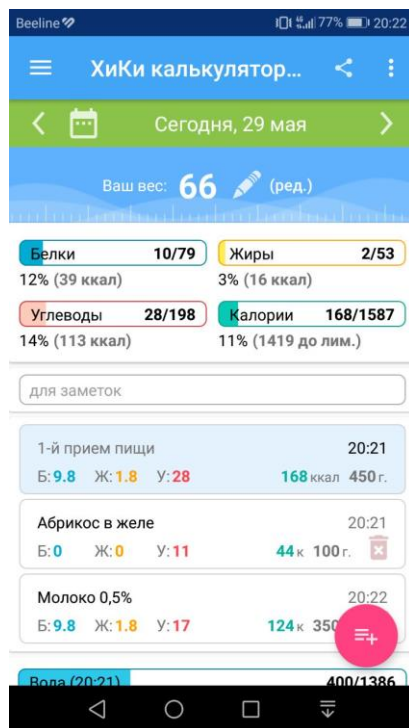 Beeline 77% 20:22
ХиКи калькулятор...
Сегодня, 29 мая
Ваш вес: 66 (ред.)
Белки 10/79 Жиры 2/53
12% (39 ккал) 3% (16 ккал)
Углеводы 28/198 Калории 168/1587
14% (113 ккал) 11% (1419 до лим.)
для заметок
1-й прием пищи 20:21
Б: 9.8 Ж: 1.8 У: 28 168 ккал 450 г.
Абрикос в желе 20:21
Б: 0 Ж: 0 У: 11 44 к 100 г.
Молоко 0,5% 20:22
Б: 9.8 Ж: 1.8 У: 17 124 к 350
Вода (20:21) 400/1386